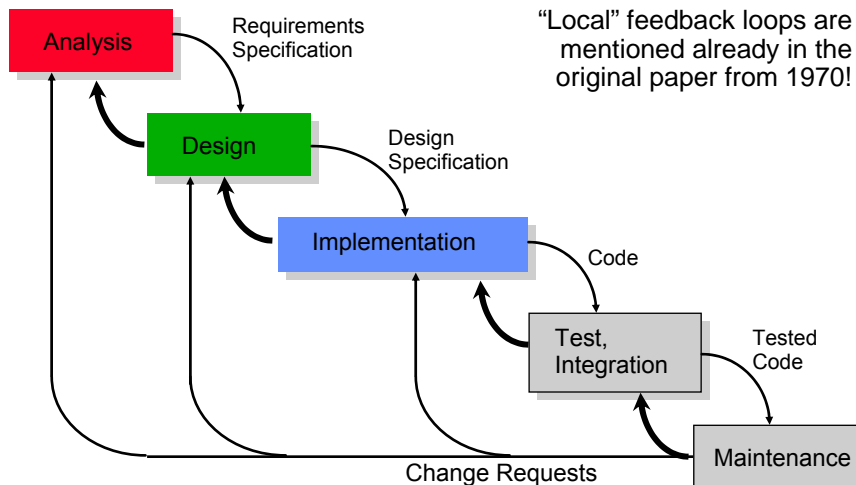 Analysis
Requirements
Specification
“Local” feedback loops are
mentioned already in the
original paper from 1970!
Design
Design
Specification
Implementation
Code
Test,
Integration
Tested
Code
Maintenance
Change Requests